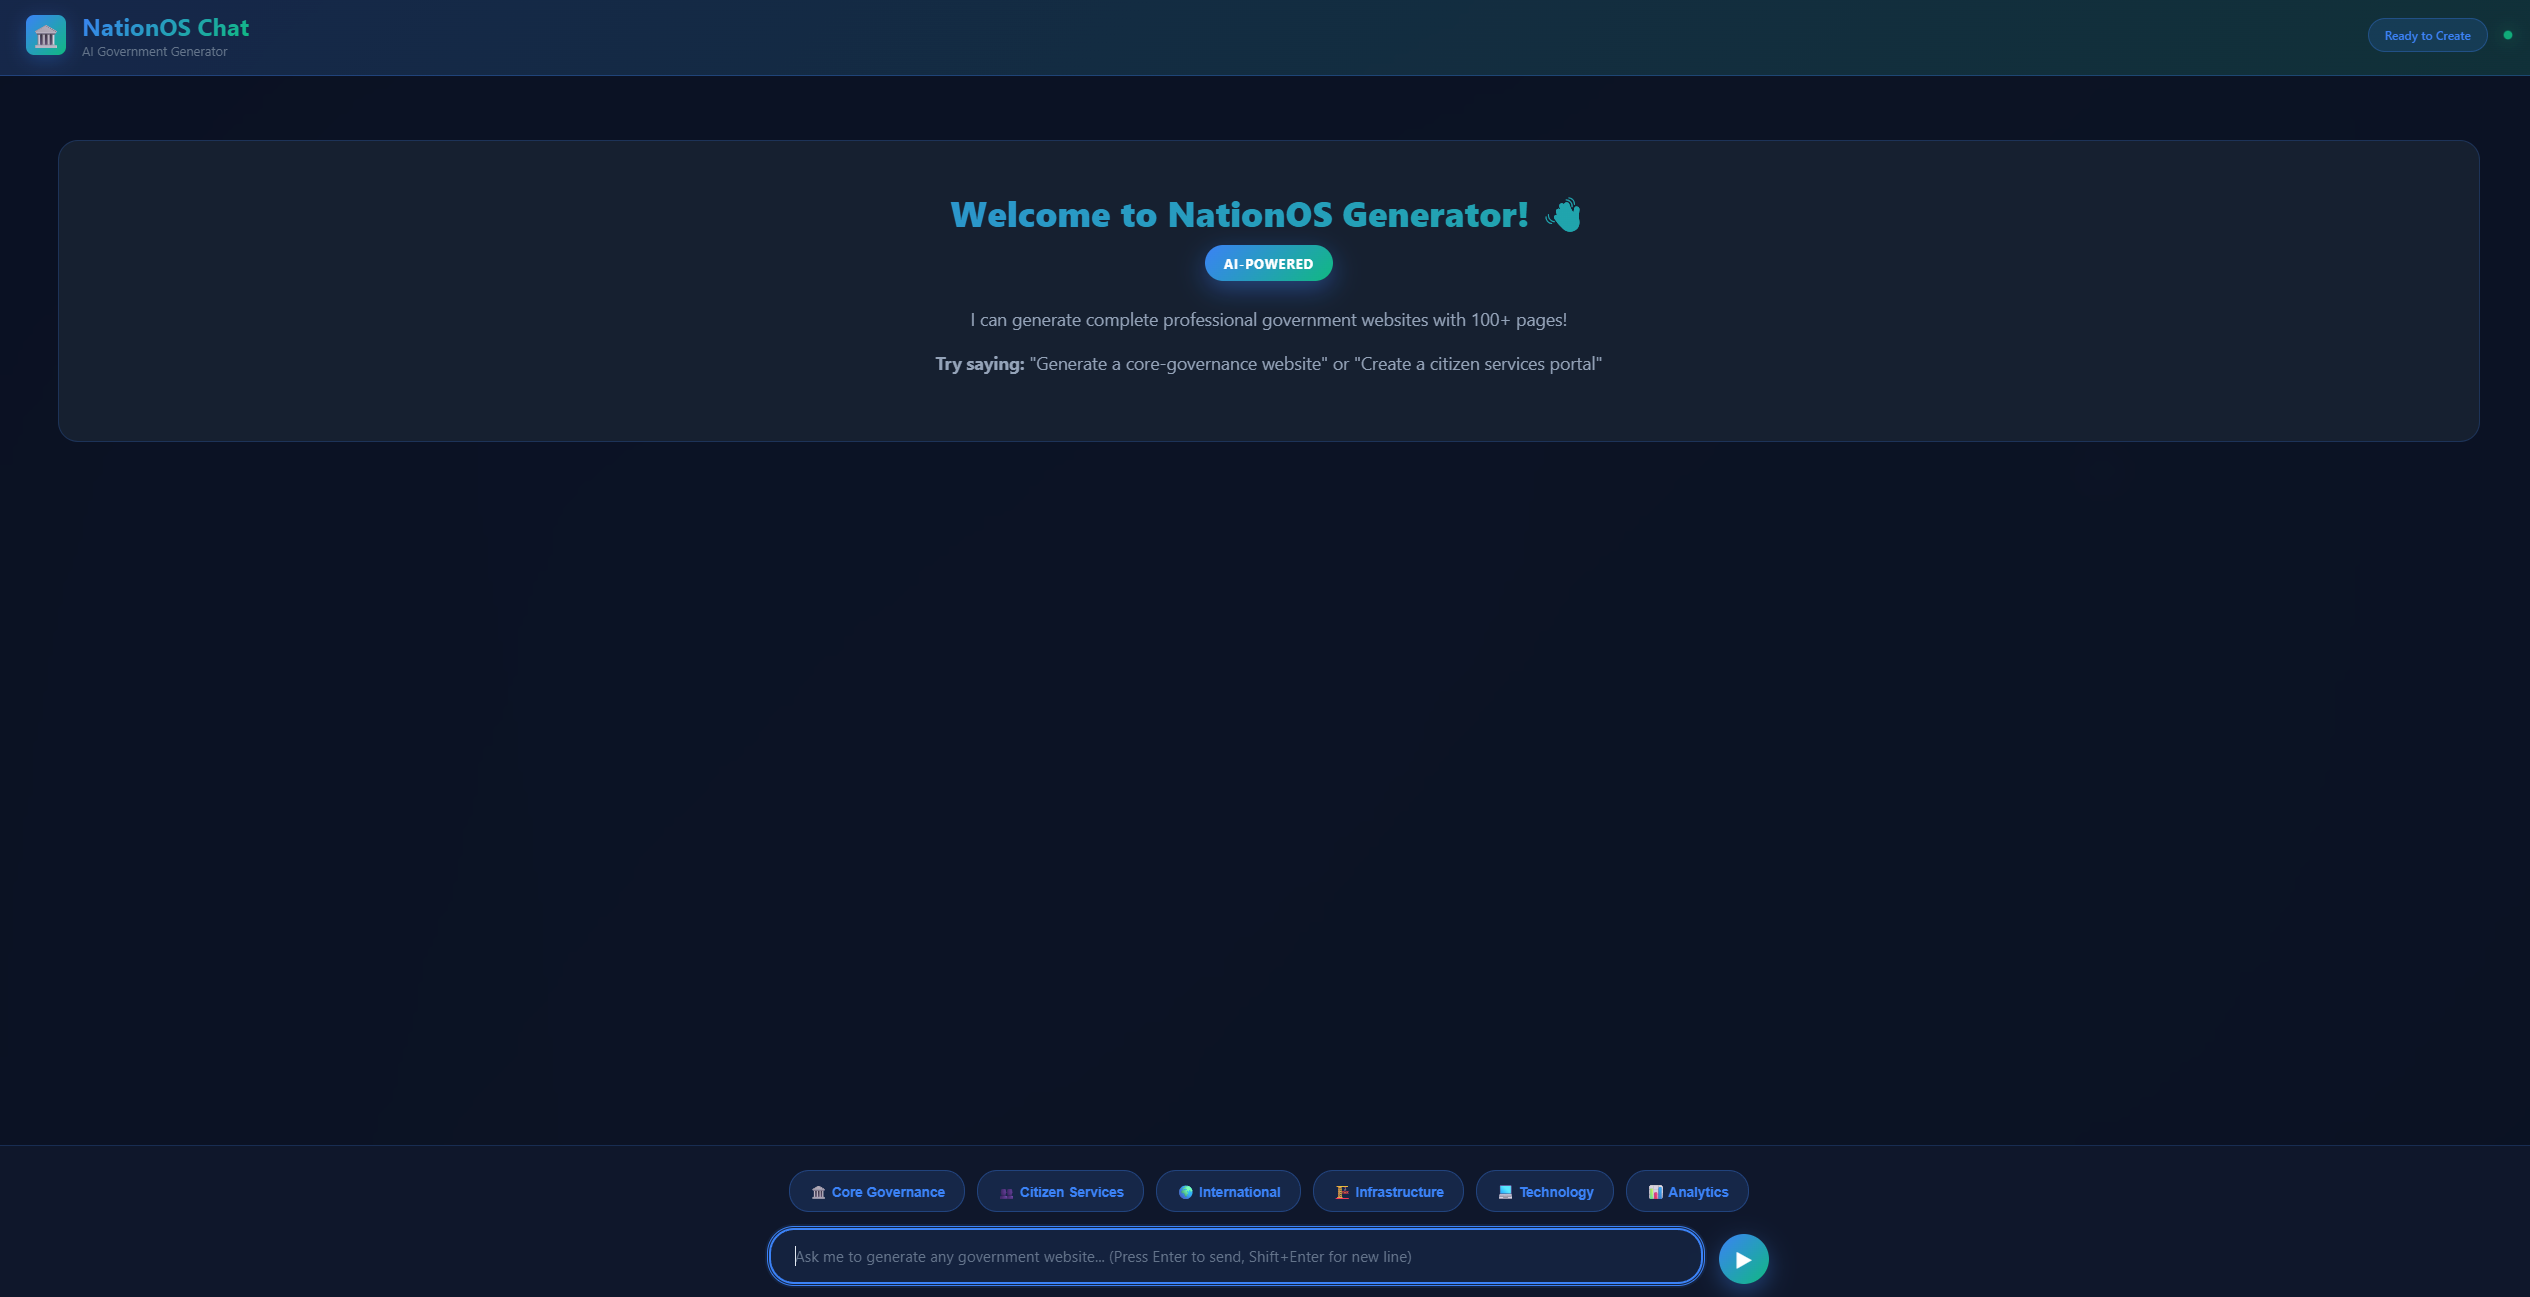 NationOS Chat
AI Government Generator
Ready to Create
Welcome to NationOS Generator! 👋
AI-POWERED
I can generate complete professional government websites with 100+ pages!
Try saying: "Generate a core-governance website" or "Create a citizen services portal"
🏛️ Core Governance
👥 Citizen Services
🌍 International
🏗️ Infrastructure
💻 Technology
📊 Analytics
Ask me to generate any government website... (Press Enter to send, Shift+Enter for new line)